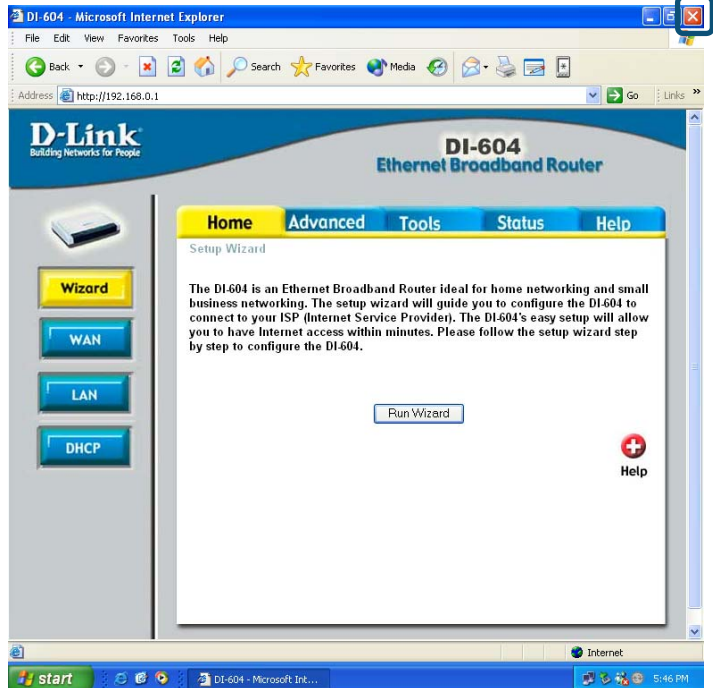 DI-604 - Microsoft Internet Explorer
File Edit View Favorites Tools Help
Back Search Favorites Media
Address http://192.168.0.1 Go Links »
D-Link
Building Networks for People
DI-604
Ethernet Broadband Router
Home Advanced Tools Status Help
Setup Wizard
Wizard
WAN
LAN
DHCP
The DI-604 is an Ethernet Broadband Router ideal for home networking and small
business networking. The setup wizard will guide you to configure the DI-604 to
connect to your ISP (Internet Service Provider). The DI-604's easy setup will allow
you to have Internet access within minutes. Please follow the setup wizard step
by step to configure the DI-604.
Run Wizard
Help
Internet
start DI-604 - Microsoft Int... 5:46 PM